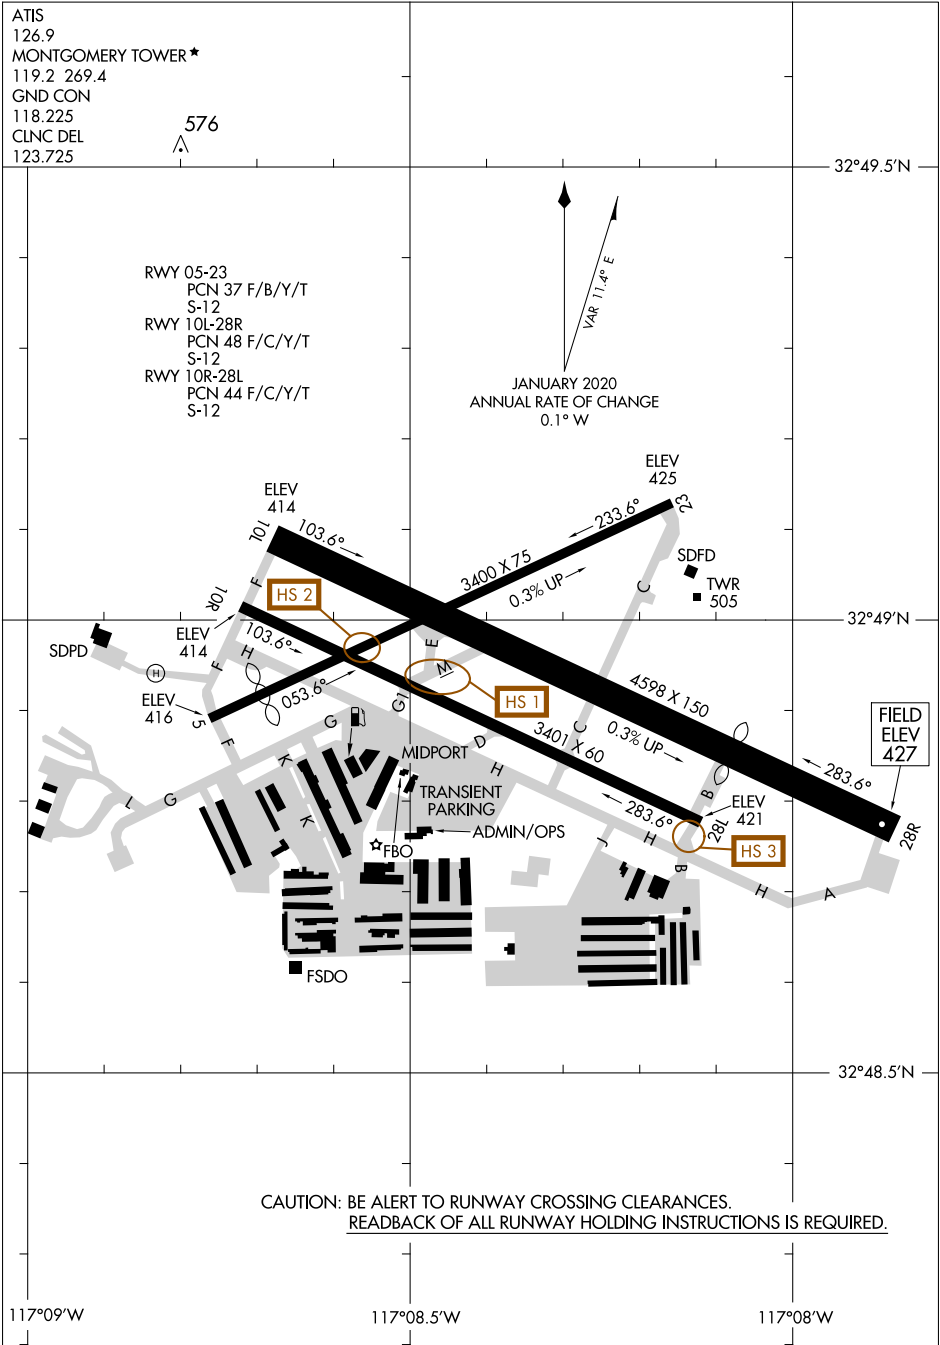 ATIS
126.9
MONTGOMERY TOWER
119.2 269.4
GND CON
118.225
CLNC DEL
123.725
576
32°49.5'N
VAR 11.4° E
JANUARY 2020
ANNUAL RATE OF CHANGE
0.1° W
RWY 05-23
PCN 37 F/B/Y/T
S-12
RWY 10L-28R
PCN 48 F/C/Y/T
S-12
RWY 10R-28L
PCN 44 F/C/Y/T
S-12
ELEV
425
23
233.6°
ELEV
414
10L
103.6°
3400 X 75
0.3% UP
SDFD
TWR
505
C
F
10R
HS 2
32°49'N
ELEV
414
103.6°
SDPD
H
F
H
E
M
HS 1
053.6°
ELEV
416
5
F
G
G1
4598 X 150
0.3% UP
FIELD
ELEV
427
283.6°
28R
C
D
H
3401 X 60
MIDPORT
K
K
L
G
TRANSIENT
PARKING
ADMIN/OPS
FBO
B
283.6°
ELEV
421
28L
HS 3
J
H
B
H
A
FSDO
32°48.5'N
CAUTION: BE ALERT TO RUNWAY CROSSING CLEARANCES.
READBACK OF ALL RUNWAY HOLDING INSTRUCTIONS IS REQUIRED.
117°09'W
117°08.5'W
117°08'W